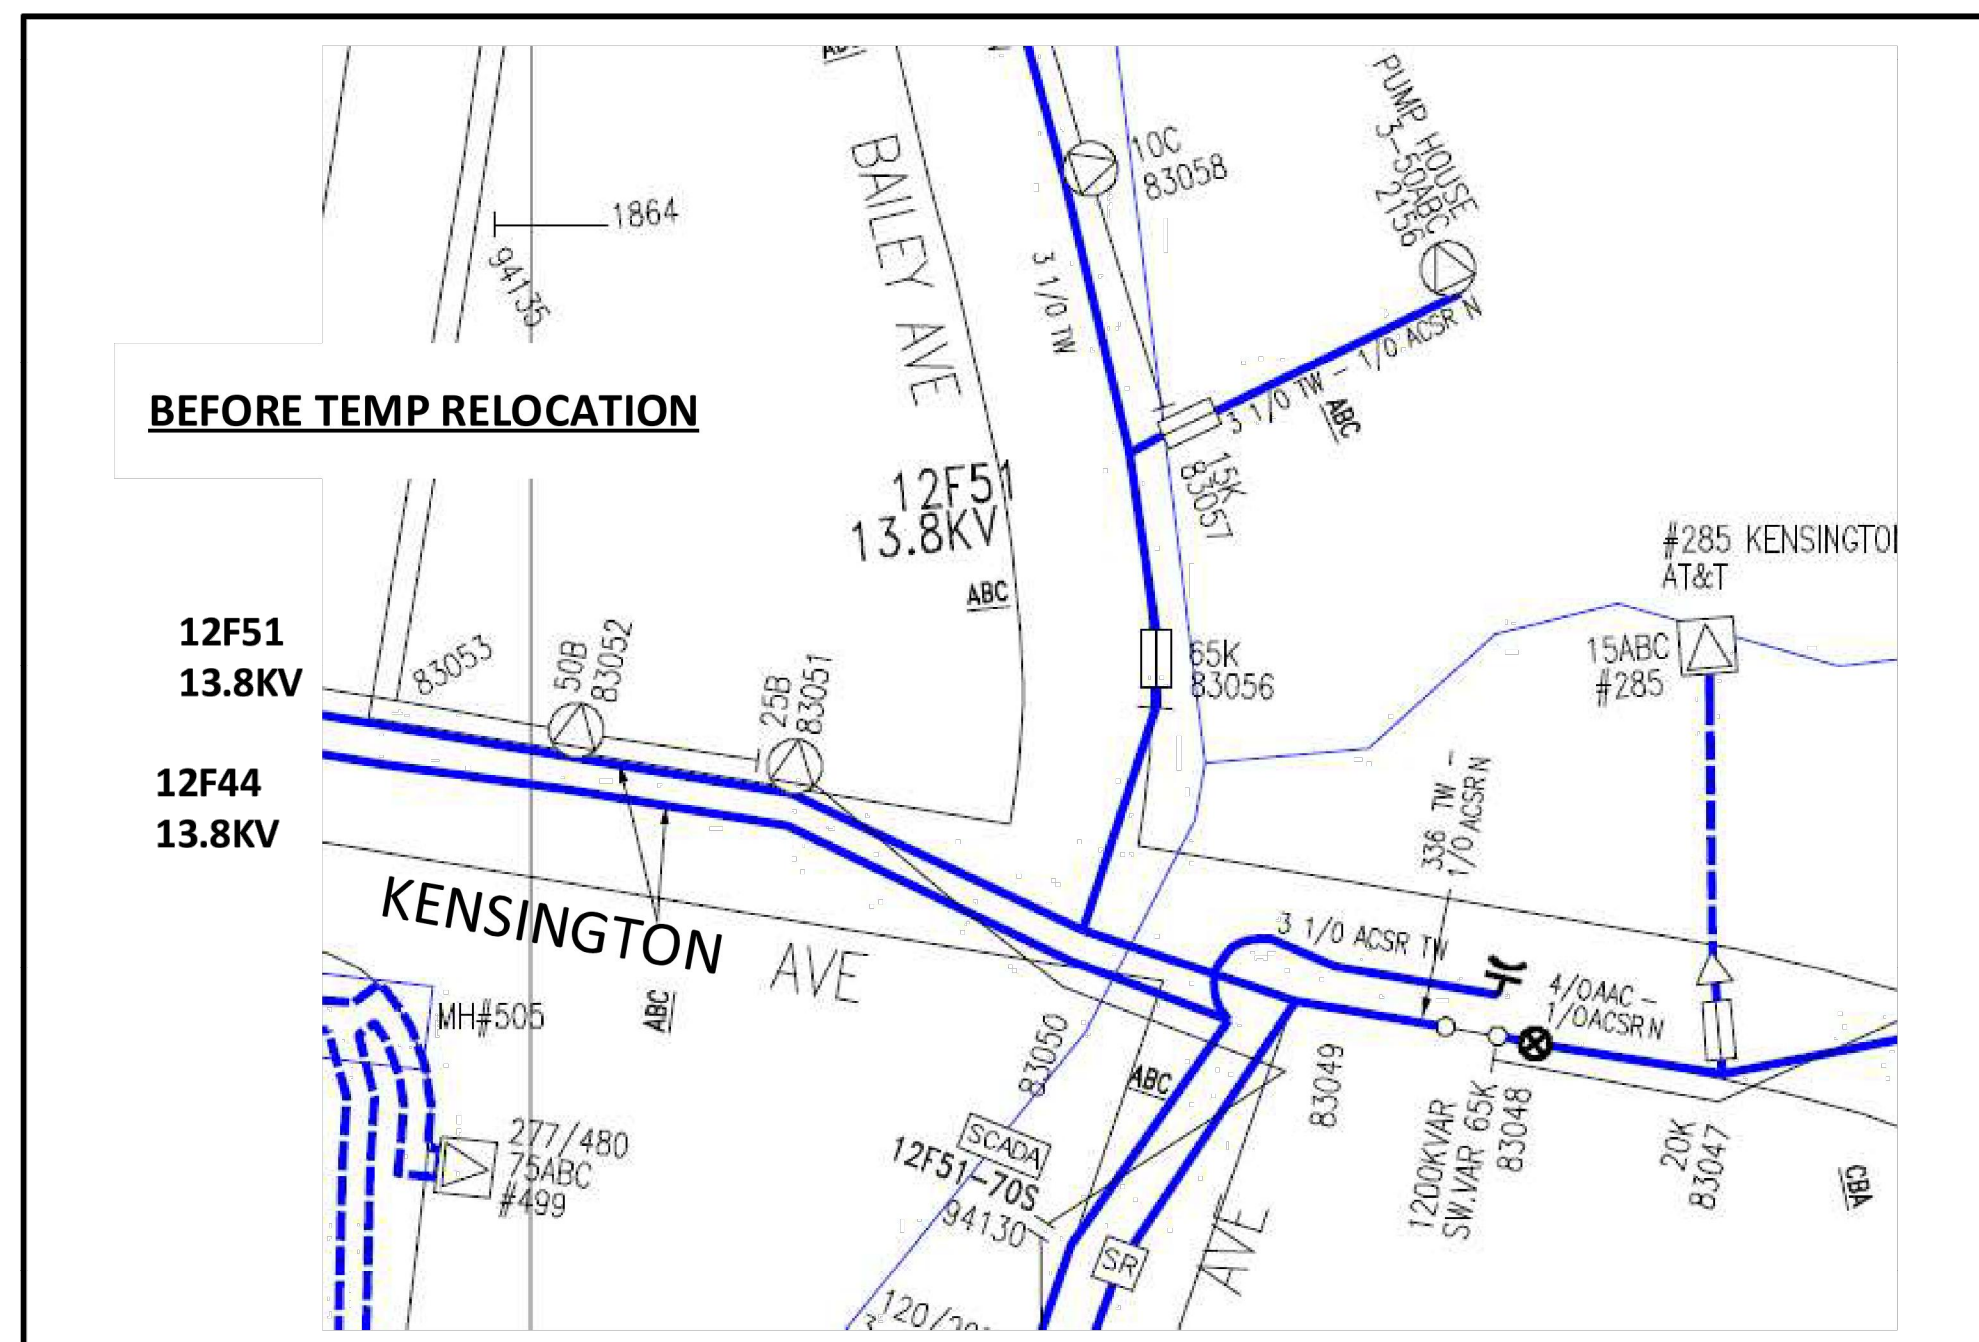 10C
83058
PUMP HOUSE
3-50ABC
2156
BAILEY AVE
1864
94135
3 1/0 TW
3 1/0 TW - 1/0 ACSR N
ABC
BEFORE TEMP RELOCATION
15K
83057
12F51
13.8KV
ABC
#285 KENSINGTON
AT&T
12F51
13.8KV
83053
50B
83052
25B
83051
65K
83056
15ABC
#285
12F44
13.8KV
336 TW -
1/0 ACSR N
KENSINGTON AVE
3 1/0 ACSR TW
4/0 AAC -
1/0 ACSR N
ABC
MH#505
83050
ABC
83049
1200KVAR
SW.VAR 65K
83048
20K
83047
CBA
277/480
75ABC
#499
SCADA
12F51-70S
94130
SR
AVE